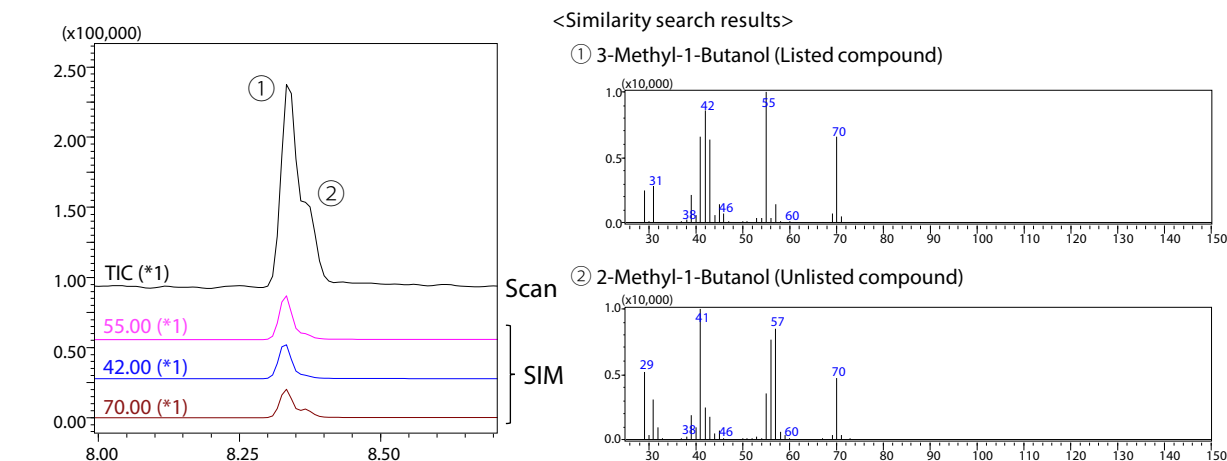 <Similarity search results>
(x100,000)
2.50
2.00
1.50
1.00
0.50
0.00
8.00 8.25 8.50
①
②
TIC (*1)
55.00 (*1)
42.00 (*1)
70.00 (*1)
Scan
SIM
① 3-Methyl-1-Butanol (Listed compound)
(x10,000)
1.0
0.5
0.0
31 38 42 46 55 60 70
30 40 50 60 70 80 90 100 110 120 130 140 150
② 2-Methyl-1-Butanol (Unlisted compound)
(x10,000)
1.0
0.5
0.0
29 38 41 46 57 60 70
30 40 50 60 70 80 90 100 110 120 130 140 150